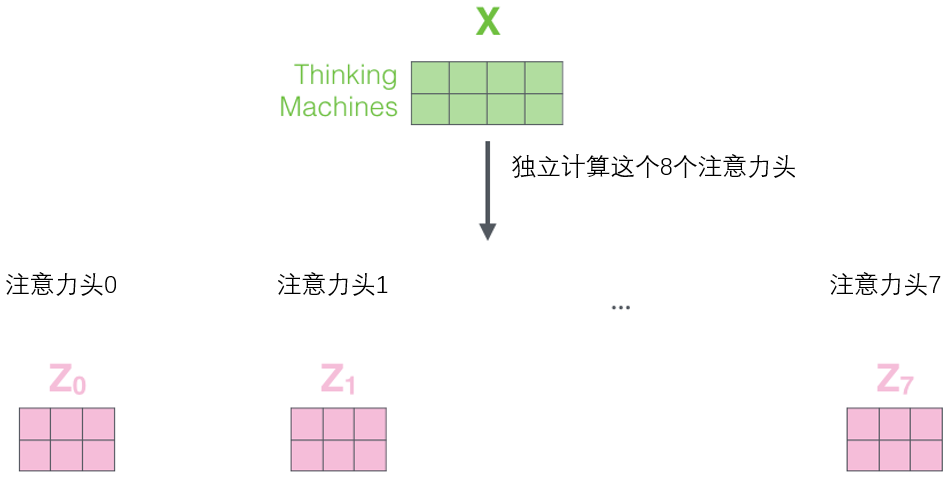 X
Thinking
Machines
独立计算这个8个注意力头
注意力头0
注意力头1
...
注意力头7
Z0
Z1
Z7